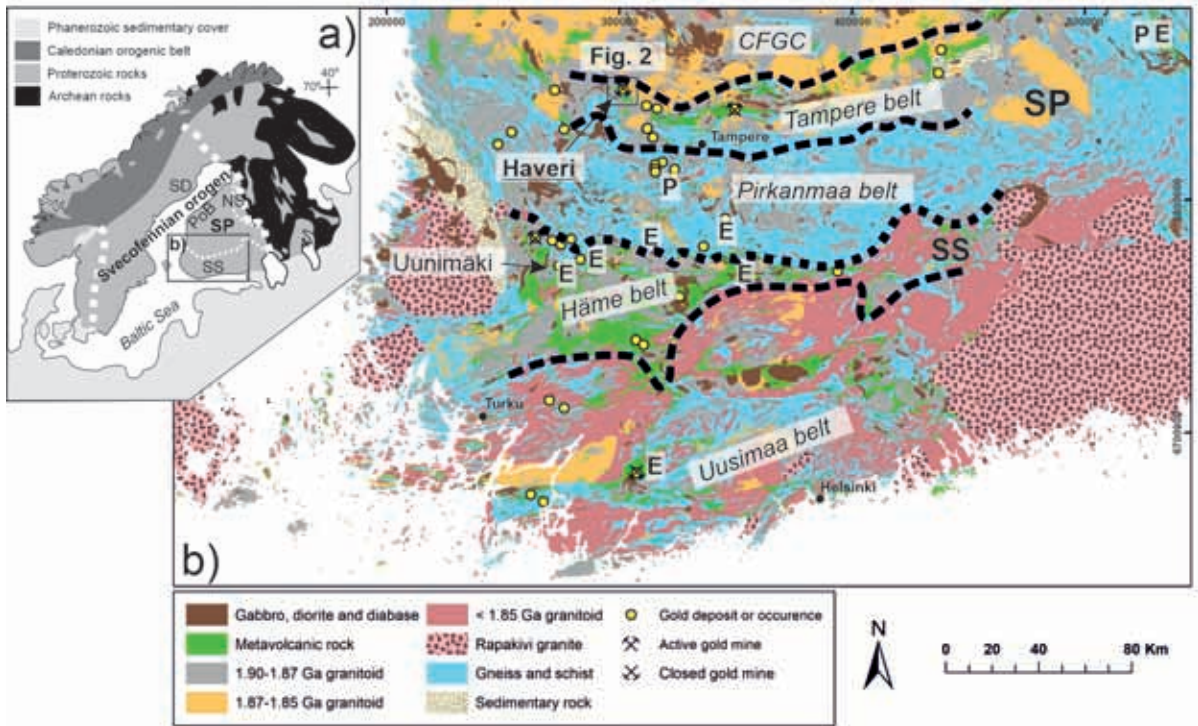 Phanerozoic sedimentary cover
Caledonian orogenic belt
Proterozoic rocks
Archean rocks
a)
40°
70°
SD
PoB
NS
SP
SS
Svecofennian orogen
b)
Baltic Sea
200000
300000
CFGC
Fig. 2
P E
SP
Tampere belt
Tampere
Haveri
P
Pirkanmaa belt
E
E
SS
Uunimäki
E
E
E
Häme belt
Turku
Uusimaa belt
E
Helsinki
b)
Gabbro, diorite and diabase
Metavolcanic rock
1.90-1.87 Ga granitoid
1.87-1.85 Ga granitoid
< 1.85 Ga granitoid
Rapakivi granite
Gneiss and schist
Sedimentary rock
Gold deposit or occurence
Active gold mine
Closed gold mine
N
0 20 40 80 Km